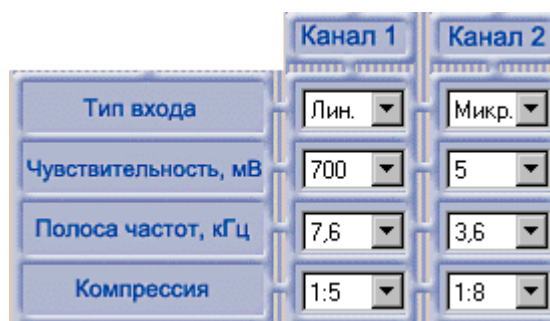 Канал 1 Канал 2
Тип входа Лин. Микр.
Чувствительность, мВ 700 5
Полоса частот, кГц 7,6 3,6
Компрессия 1:5 1:8